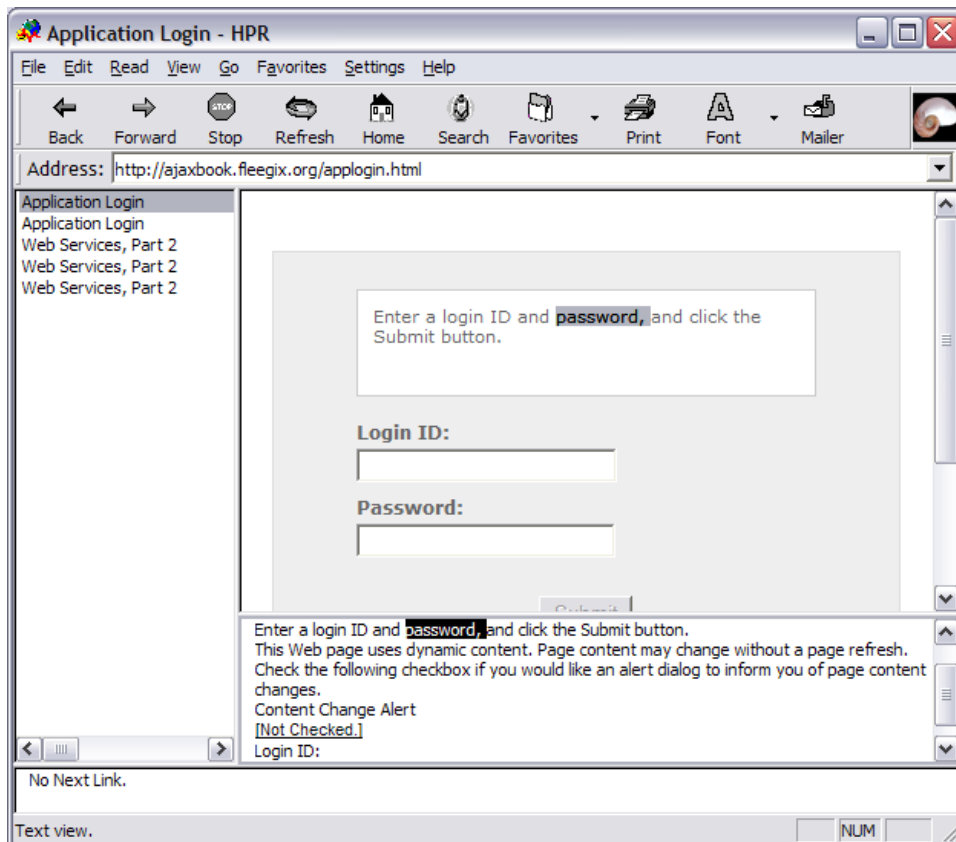 Application Login - HPR
File Edit Read View Go Favorites Settings Help
STOP
Back Forward Stop Refresh Home Search Favorites Print Font Mailer
Address: http://ajaxbook.fleegix.org/applogin.html
Application Login
Application Login
Web Services, Part 2
Web Services, Part 2
Web Services, Part 2
Enter a login ID and password, and click the
Submit button.
Login ID:
Password:
Submit
Enter a login ID and password, and click the Submit button.
This Web page uses dynamic content. Page content may change without a page refresh.
Check the following checkbox if you would like an alert dialog to inform you of page content
changes.
Content Change Alert
[Not Checked.]
Login ID:
No Next Link.
Text view.
NUM